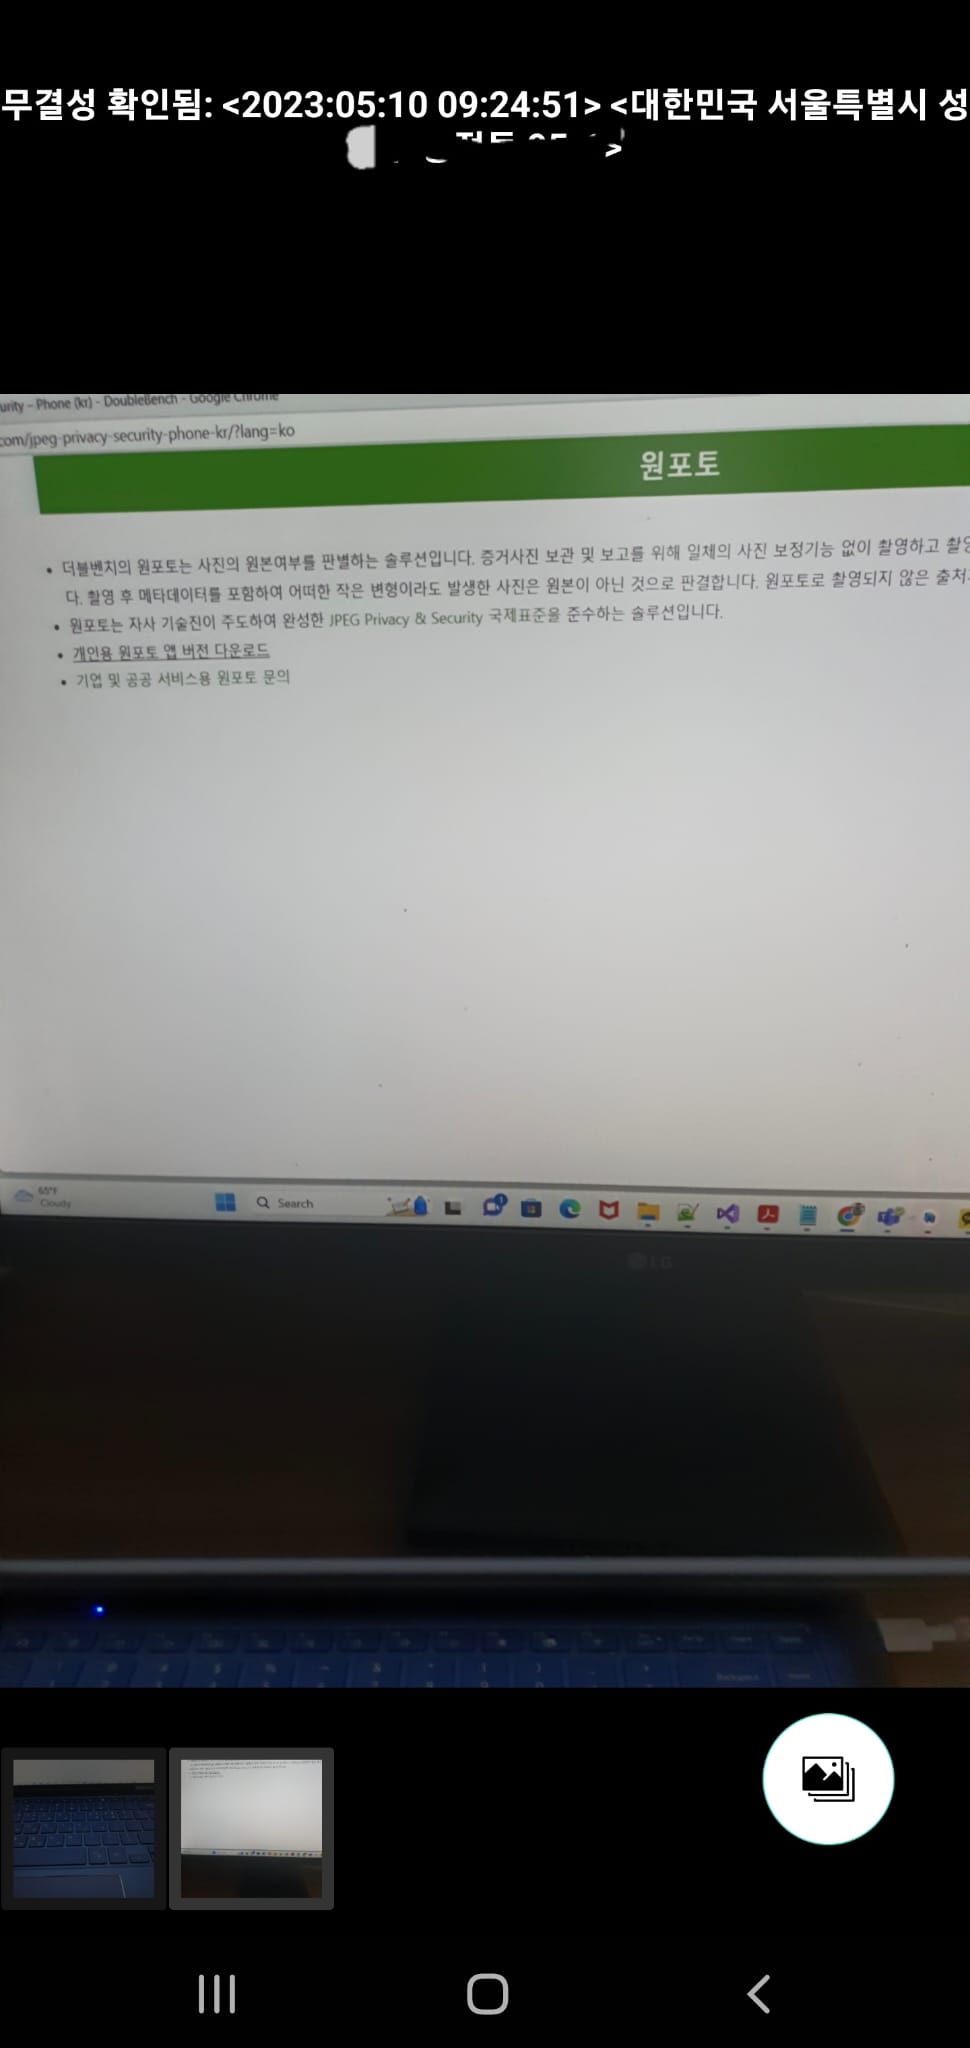 무결성 확인됨: <2023:05:10 09:24:51> <대한민국 서울특별시 성
>
urity – Phone (kr) - DoubleBench - Google Chrome
com/jpeg-privacy-security-phone-kr/?lang=ko
원포토
• 더블벤치의 원포토는 사진의 원본여부를 판별하는 솔루션입니다. 증거사진 보관 및 보고를 위해 일체의 사진 보정기능 없이 촬영하고
다. 촬영 후 메타데이터를 포함하여 어떠한 작은 변형이라도 발생한 사진은 원본이 아닌 것으로 판결합니다. 원포토로 촬영되지 않은 출처
• 원포토는 자사 기술진이 주도하여 완성한 JPEG Privacy & Security 국제표준을 준수하는 솔루션입니다.
• 개인용 원포토 앱 버전 다운로드
• 기업 및 공공 서비스용 원포토 문의
65°F
Cloudy
Search
LG